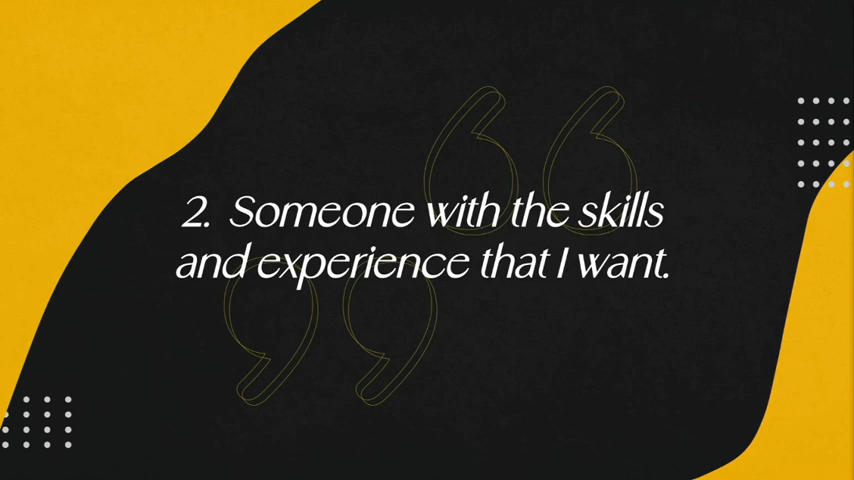 2. Someone with the skills
and experience that I want.